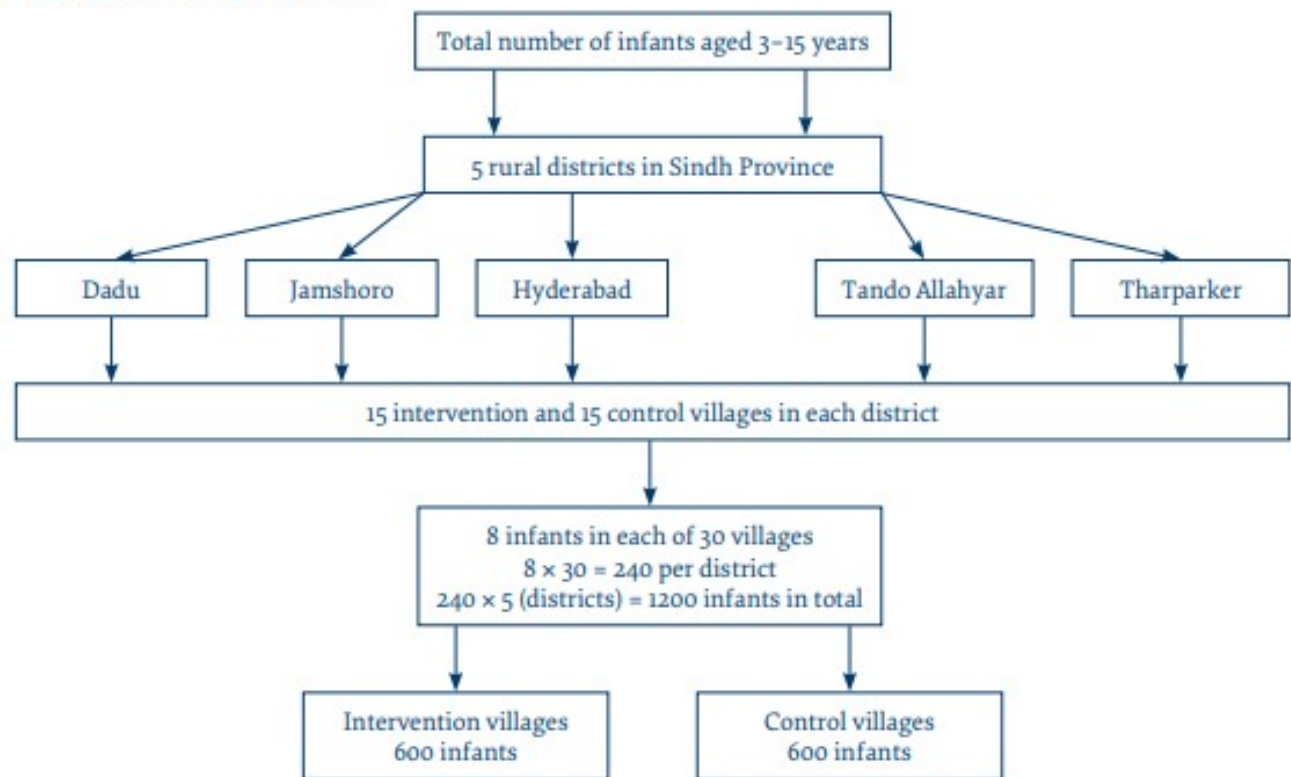 Total number of infants aged 3–15 years
5 rural districts in Sindh Province
Dadu
Jamshoro
Hyderabad
Tando Allahyar
Tharparker
15 intervention and 15 control villages in each district
8 infants in each of 30 villages
8 × 30 = 240 per district
240 × 5 (districts) = 1200 infants in total
Intervention villages
600 infants
Control villages
600 infants